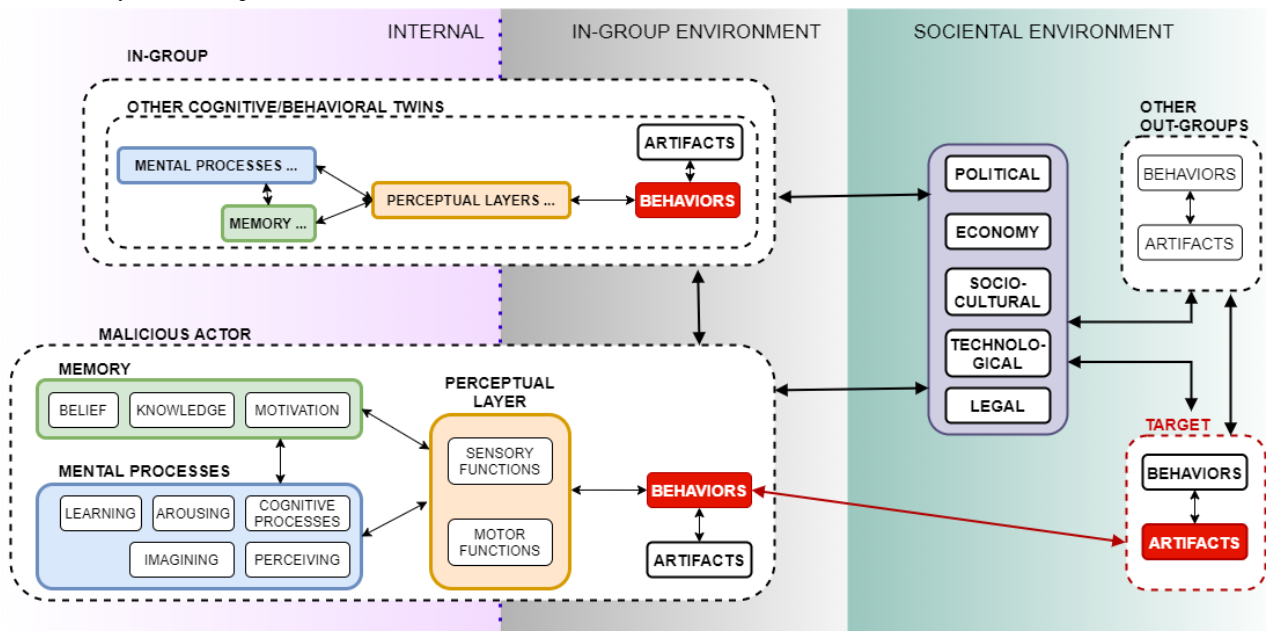 INTERNAL
IN-GROUP ENVIRONMENT
SOCIENTAL ENVIRONMENT
IN-GROUP
OTHER COGNITIVE/BEHAVIORAL TWINS
MENTAL PROCESSES ...
MEMORY ...
PERCEPTUAL LAYERS ...
ARTIFACTS
BEHAVIORS
POLITICAL
ECONOMY
SOCIO-
CULTURAL
TECHNOLO-
GICAL
LEGAL
OTHER
OUT-GROUPS
BEHAVIORS
ARTIFACTS
MALICIOUS ACTOR
MEMORY
BELIEF
KNOWLEDGE
MOTIVATION
MENTAL PROCESSES
LEARNING
AROUSING
COGNITIVE
PROCESSES
IMAGINING
PERCEIVING
PERCEPTUAL
LAYER
SENSORY
FUNCTIONS
MOTOR
FUNCTIONS
BEHAVIORS
ARTIFACTS
TARGET
BEHAVIORS
ARTIFACTS